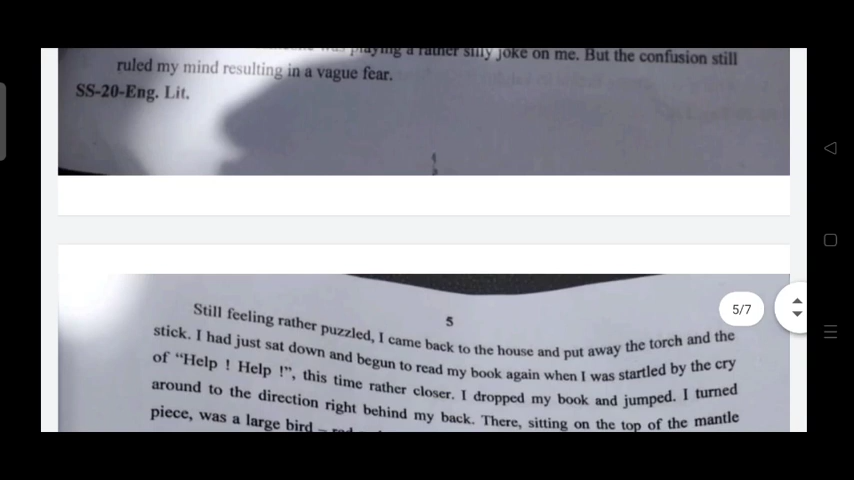 playing a rather silly joke on me. But the confusion still
ruled my mind resulting in a vague fear.
SS-20-Eng. Lit.
5
Still feeling rather puzzled, I came back to the house and put away the torch and the
stick. I had just sat down and begun to read my book again when I was startled by the cry
of “Help ! Help !”, this time rather closer. I dropped my book and jumped. I turned
around to the direction right behind my back. There, sitting on the top of the mantle
piece, was a large bird –
5/7